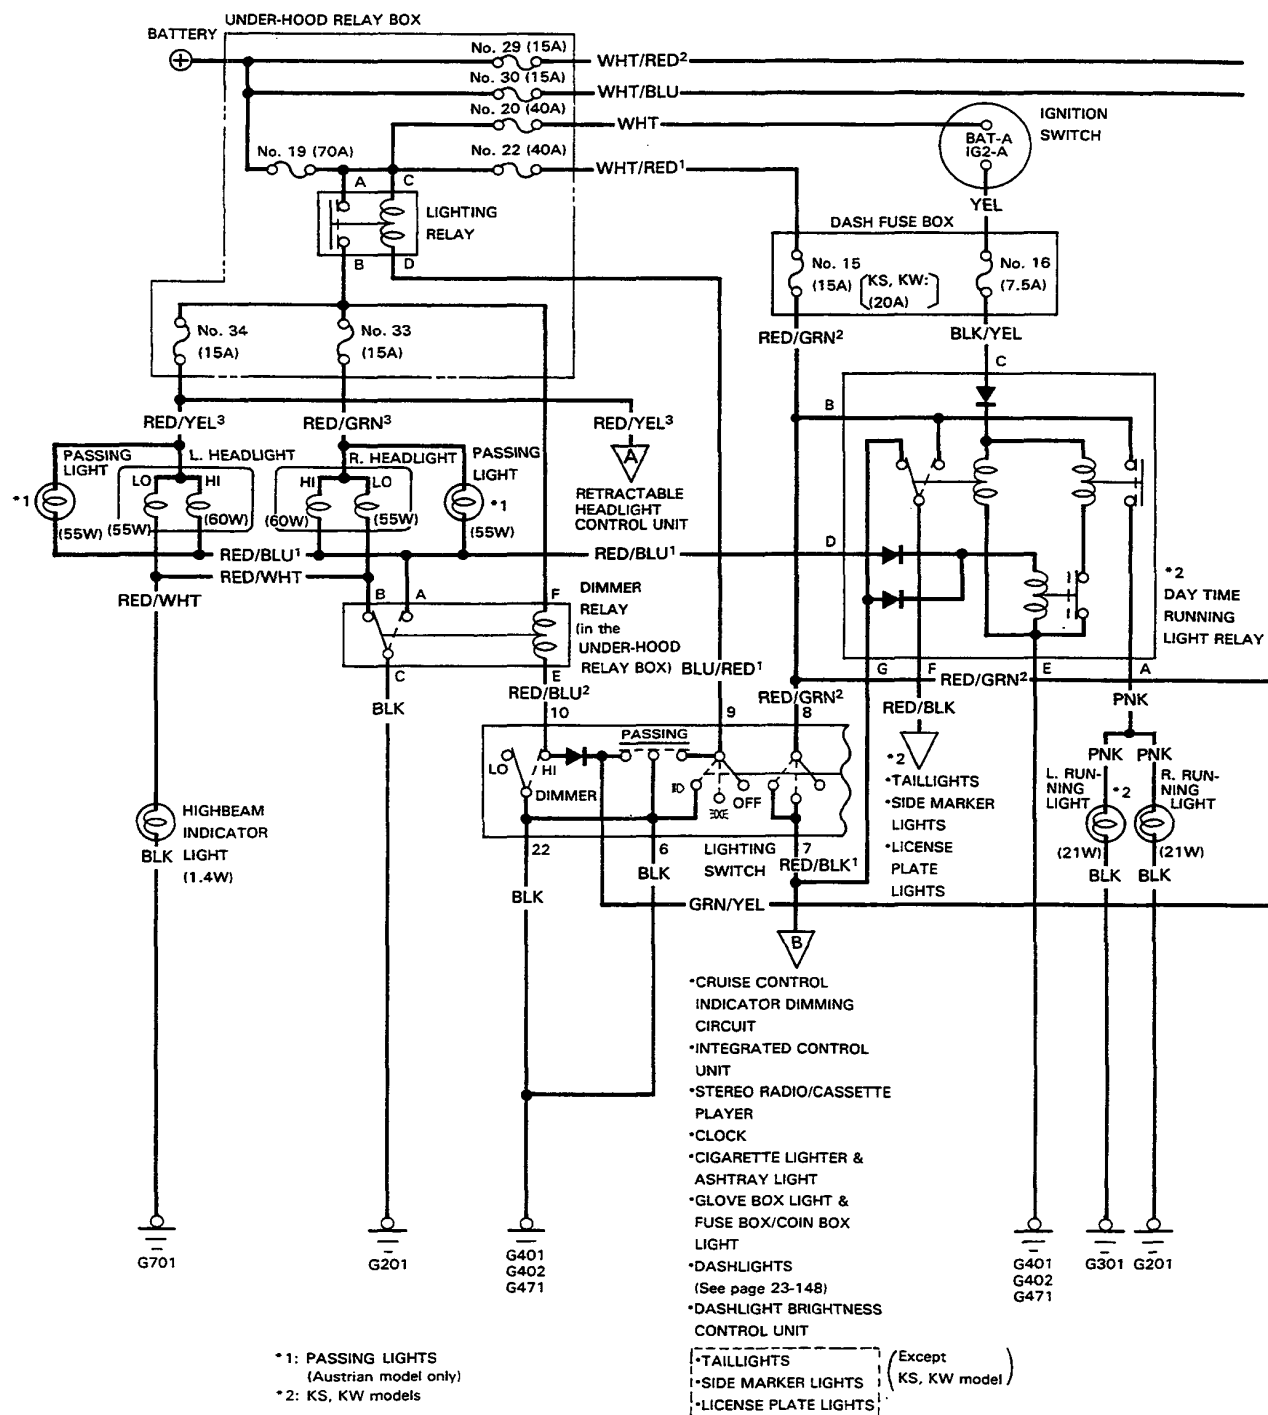 UNDER-HOOD RELAY BOX
BATTERY
No. 29 (15A)
WHT/RED²
No. 30 (15A)
WHT/BLU
No. 20 (40A)
WHT
IGNITION
SWITCH
BAT-A
IG2-A
No. 19 (70A)
No. 22 (40A)
WHT/RED¹
A
C
LIGHTING
RELAY
B
D
YEL
DASH FUSE BOX
No. 15
(15A)
(KS, KW:
(20A)
No. 16
(7.5A)
No. 34
(15A)
No. 33
(15A)
RED/GRN²
BLK/YEL
C
RED/YEL³
RED/GRN³
RED/YEL³
B
PASSING
LIGHT
L. HEADLIGHT
R. HEADLIGHT
PASSING
LIGHT
A
LO
HI
HI
LO
*1
*1
RETRACTABLE
HEADLIGHT
CONTROL UNIT
(55W)
(55W)
(60W)
(60W)
(55W)
(55W)
RED/BLU¹
RED/BLU¹
D
RED/WHT
RED/WHT
B
A
F
DIMMER
RELAY
(in the
UNDER-HOOD
RELAY BOX)
*2
DAY TIME
RUNNING
LIGHT RELAY
C
E
BLU/RED¹
G
F
E
A
RED/GRN²
BLK
RED/BLU²
RED/GRN²
RED/BLK
PNK
10
9
8
PASSING
LO
HI
DIMMER
OFF
PNK
PNK
*2
•TAILLIGHTS
•SIDE MARKER
LIGHTS
•LICENSE
PLATE
LIGHTS
L. RUN-
NING
LIGHT
*2
R. RUN-
NING
LIGHT
(21W)
(21W)
BLK
BLK
HIGHBEAM
INDICATOR
LIGHT
(1.4W)
BLK
22
6
LIGHTING
SWITCH
7
RED/BLK¹
BLK
BLK
GRN/YEL
B
•CRUISE CONTROL
INDICATOR DIMMING
CIRCUIT
•INTEGRATED CONTROL
UNIT
•STEREO RADIO/CASSETTE
PLAYER
•CLOCK
•CIGARETTE LIGHTER &
ASHTRAY LIGHT
•GLOVE BOX LIGHT &
FUSE BOX/COIN BOX
LIGHT
•DASHLIGHTS
(See page 23-148)
•DASHLIGHT BRIGHTNESS
CONTROL UNIT
•TAILLIGHTS
•SIDE MARKER LIGHTS
•LICENSE PLATE LIGHTS
(Except
KS, KW model)
G701
G201
G401
G402
G471
G401
G402
G471
G301
G201
*1: PASSING LIGHTS
(Austrian model only)
*2: KS, KW models